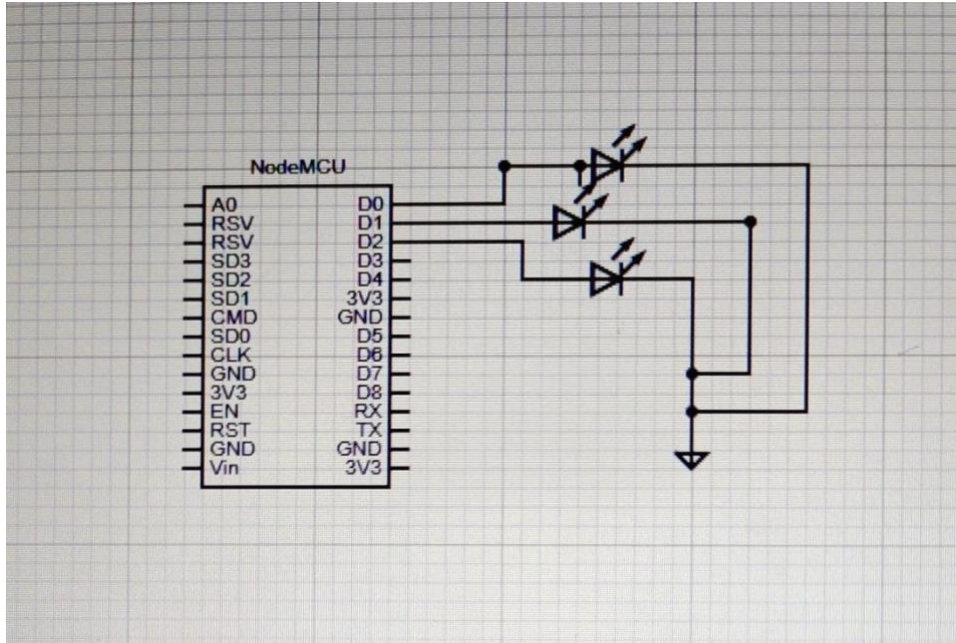 NodeMCU
A0 D0
RSV D1
RSV D2
SD3 D3
SD2 D4
SD1 3V3
CMD GND
SD0 D5
CLK D6
GND D7
3V3 D8
EN RX
RST TX
GND GND
Vin 3V3